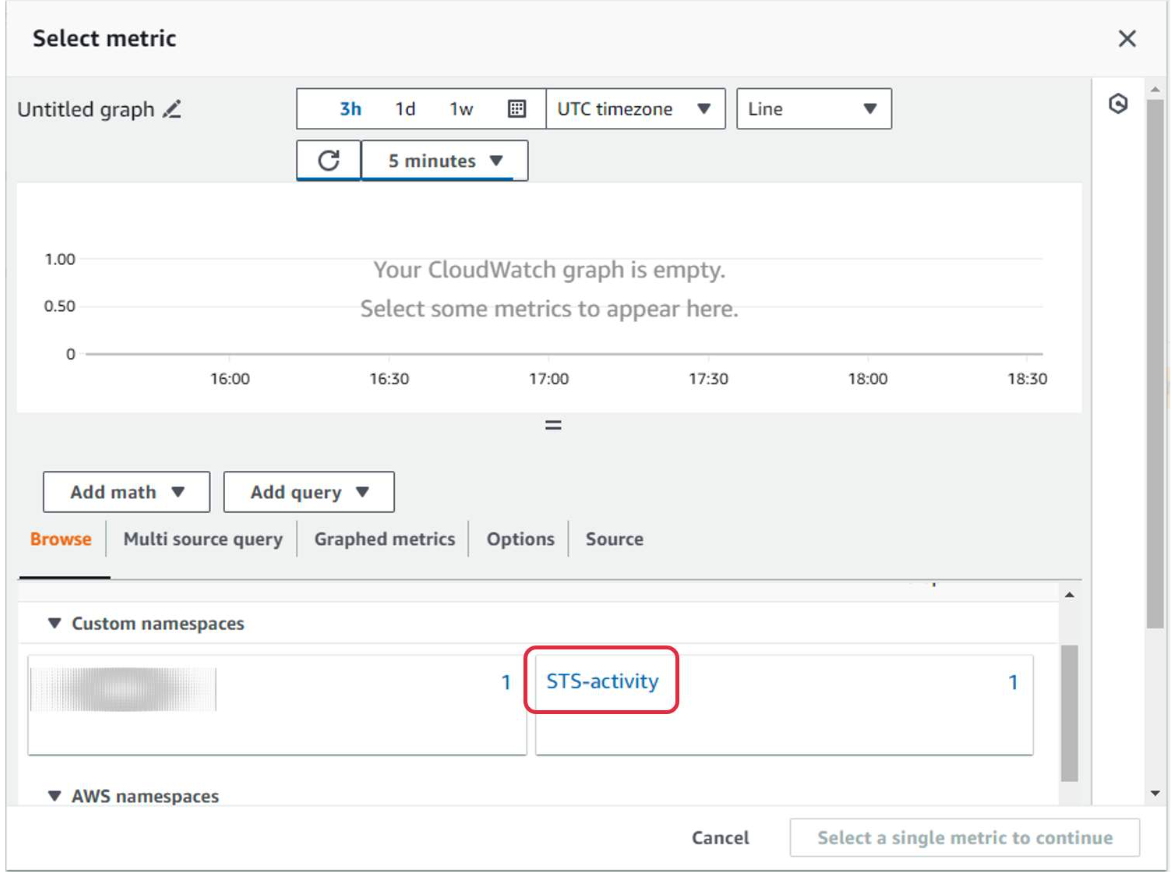 Select metric
Untitled graph
3h 1d 1w UTC timezone Line
5 minutes
1.00
0.50
0
Your CloudWatch graph is empty.
Select some metrics to appear here.
16:00 16:30 17:00 17:30 18:00 18:30
Add math Add query
Browse Multi source query Graphed metrics Options Source
Custom namespaces
1 STS-activity 1
AWS namespaces
Cancel Select a single metric to continue